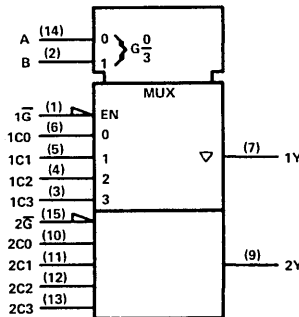 A (14) 0 G 0/3
B (2) 1
MUX
1G̅ (1) EN
1C0 (6) 0
1C1 (5) 1 (7) 1Y
1C2 (4) 2
1C3 (3) 3
2G̅ (15)
2C0 (10)
2C1 (11) (9) 2Y
2C2 (12)
2C3 (13)